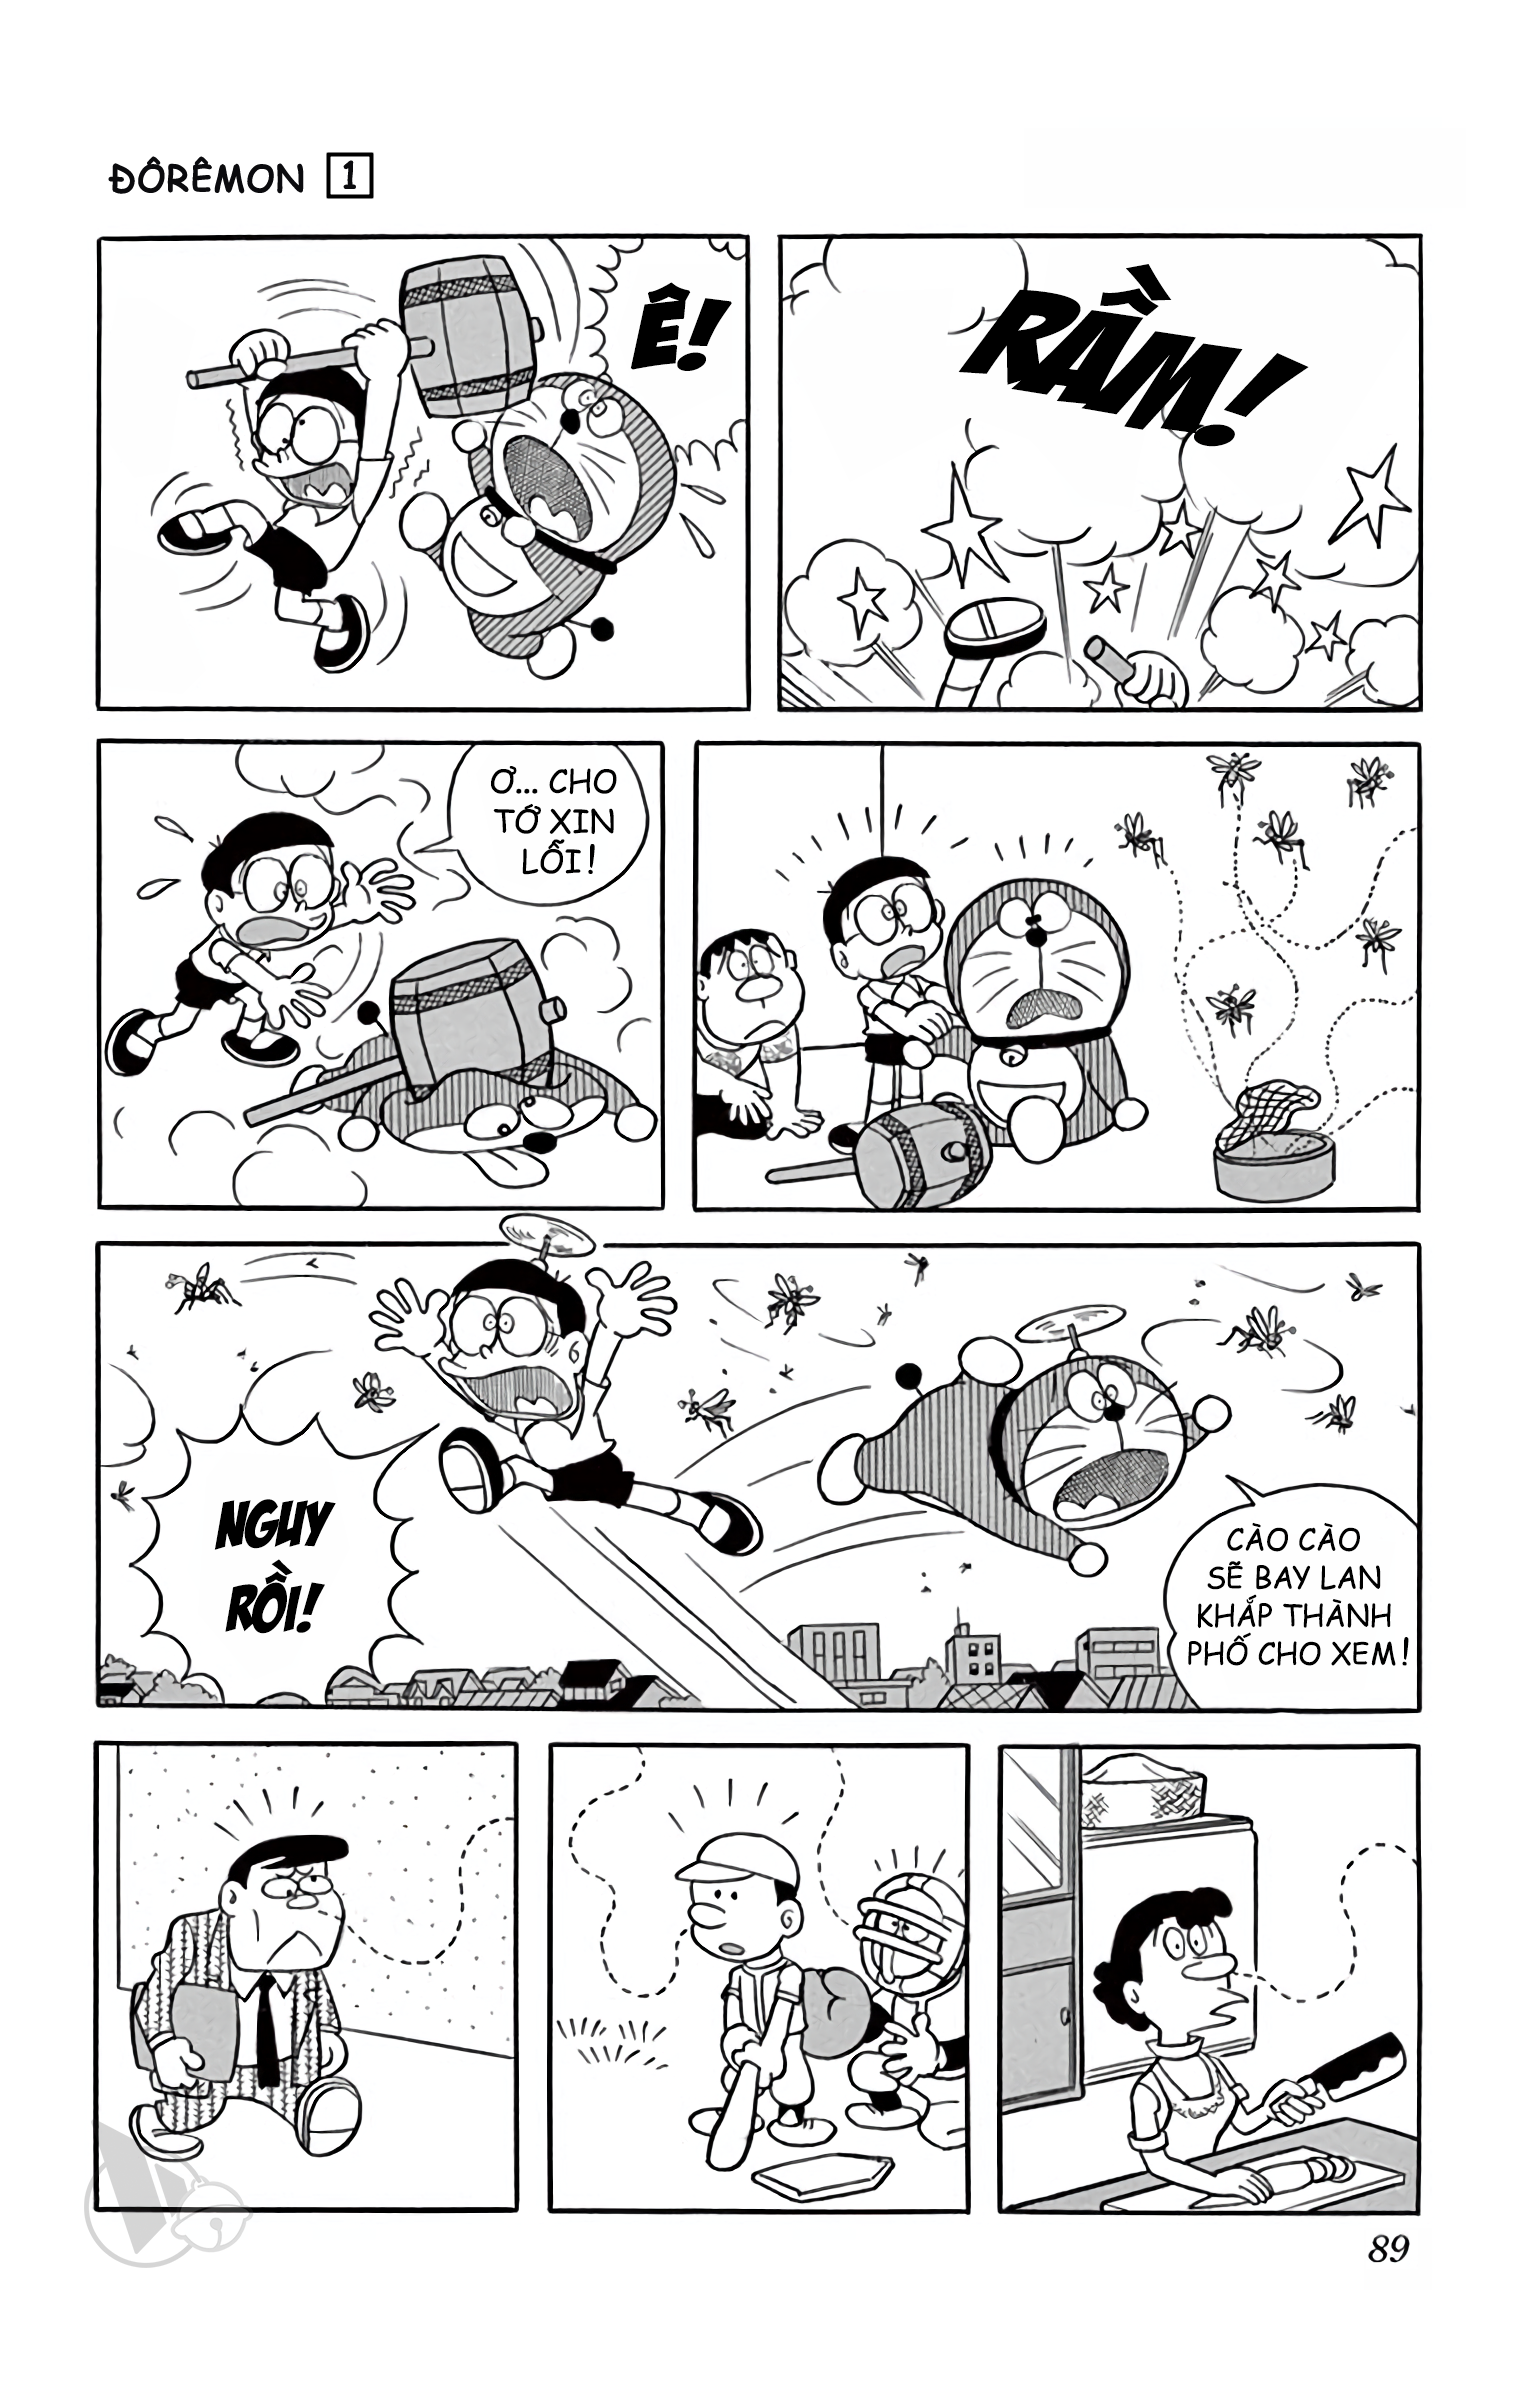 ĐÔRÊMON 1
Ê!
RẦM!
Ơ... CHO
TỚ XIN
LỖI!
NGUY
RỒI!
CÀO CÀO
SẼ BAY LAN
KHẮP THÀNH
PHỐ CHO XEM!
89